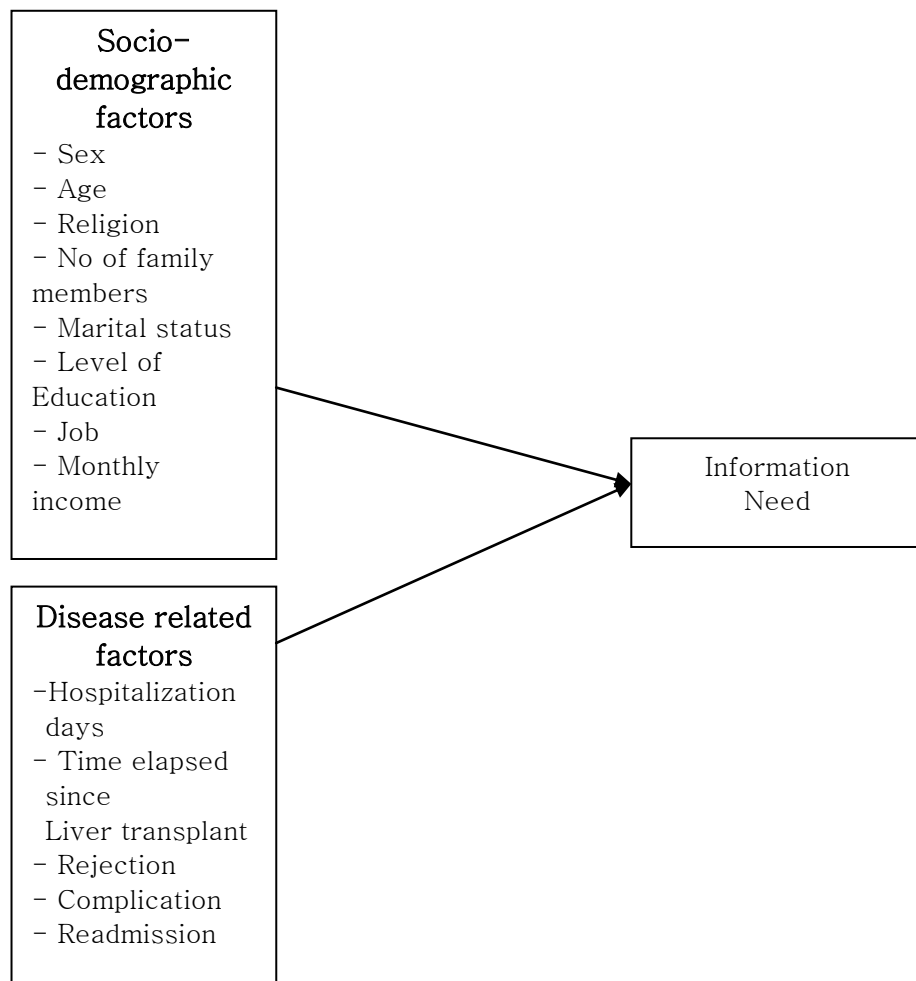 Socio-
demographic
factors
- Sex
- Age
- Religion
- No of family
members
- Marital status
- Level of
Education
- Job
- Monthly
income
Information
Need
Disease related
factors
-Hospitalization
days
- Time elapsed
since
Liver transplant
- Rejection
- Complication
- Readmission